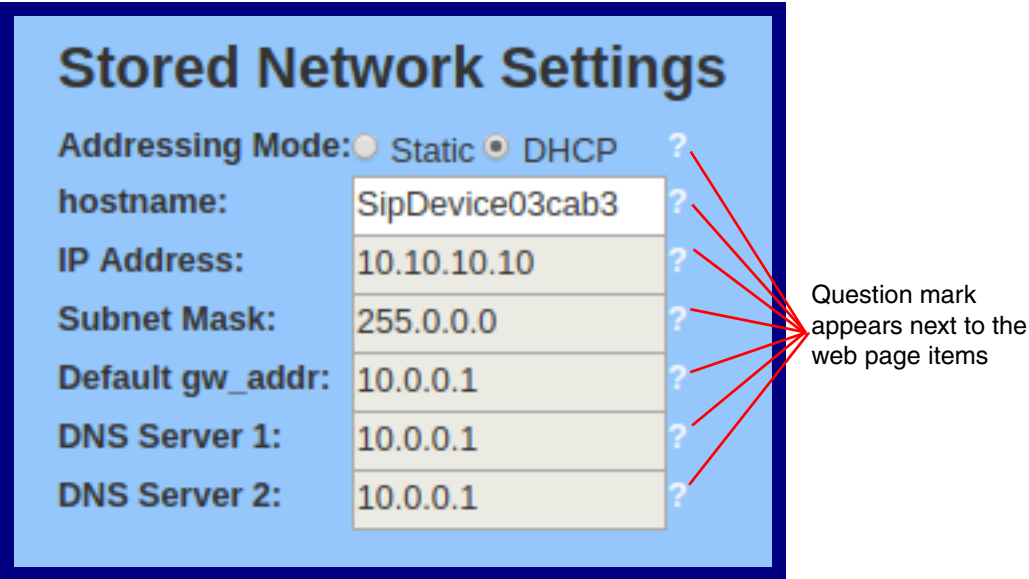 Stored Network Settings
Addressing Mode: Static DHCP ?
hostname: SipDevice03cab3 ?
IP Address: 10.10.10.10 ?
Subnet Mask: 255.0.0.0 ?
Default gw_addr: 10.0.0.1 ?
DNS Server 1: 10.0.0.1 ?
DNS Server 2: 10.0.0.1 ?
Question mark
appears next to the
web page items